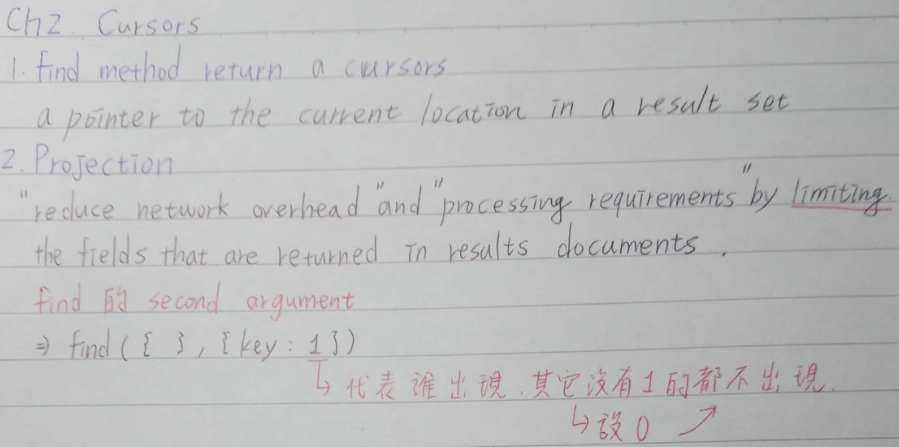 Ch2 Cursors
1. find method return a cursors
a pointer to the current location in a result set
2. Projection
"reduce network overhead" and "processing requirements" by limiting
the fields that are returned in results documents.
find 的 second argument
⇒ find ( { }, { key : 1 } )
↳ 代表誰出現.其它沒有1的都不出現.
↳ 設 0 ↗